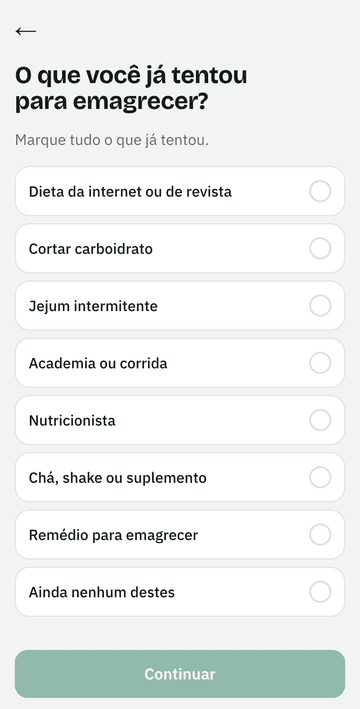 O que você já tentou
para emagrecer?
Marque tudo o que já tentou.
Dieta da internet ou de revista
Cortar carboidrato
Jejum intermitente
Academia ou corrida
Nutricionista
Chá, shake ou suplemento
Remédio para emagrecer
Ainda nenhum destes
Continuar